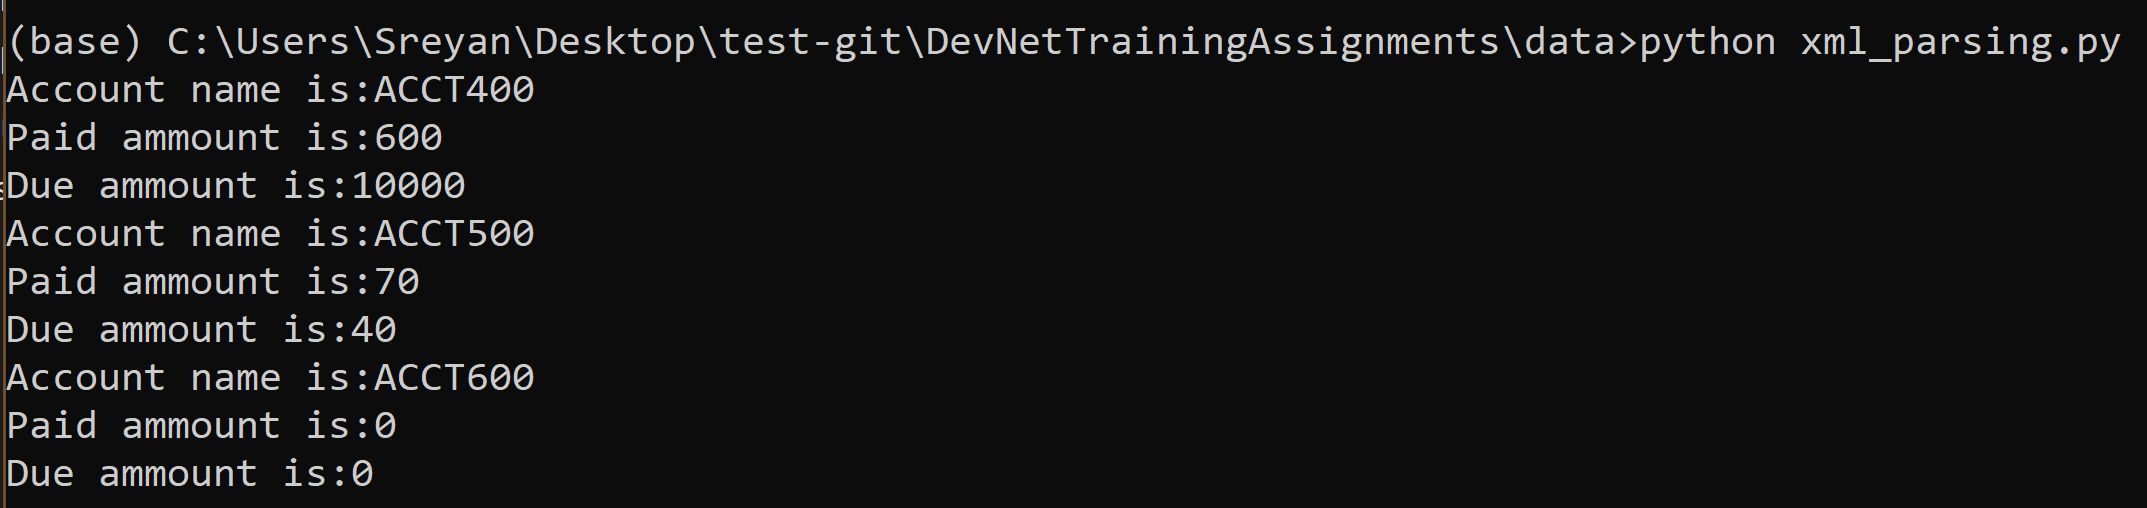 (base) C:\Users\Sreyan\Desktop\test-git\DevNetTrainingAssignments\data>python xml_parsing.py
Account name is:ACCT400
Paid ammount is:600
Due ammount is:10000
Account name is:ACCT500
Paid ammount is:70
Due ammount is:40
Account name is:ACCT600
Paid ammount is:0
Due ammount is:0